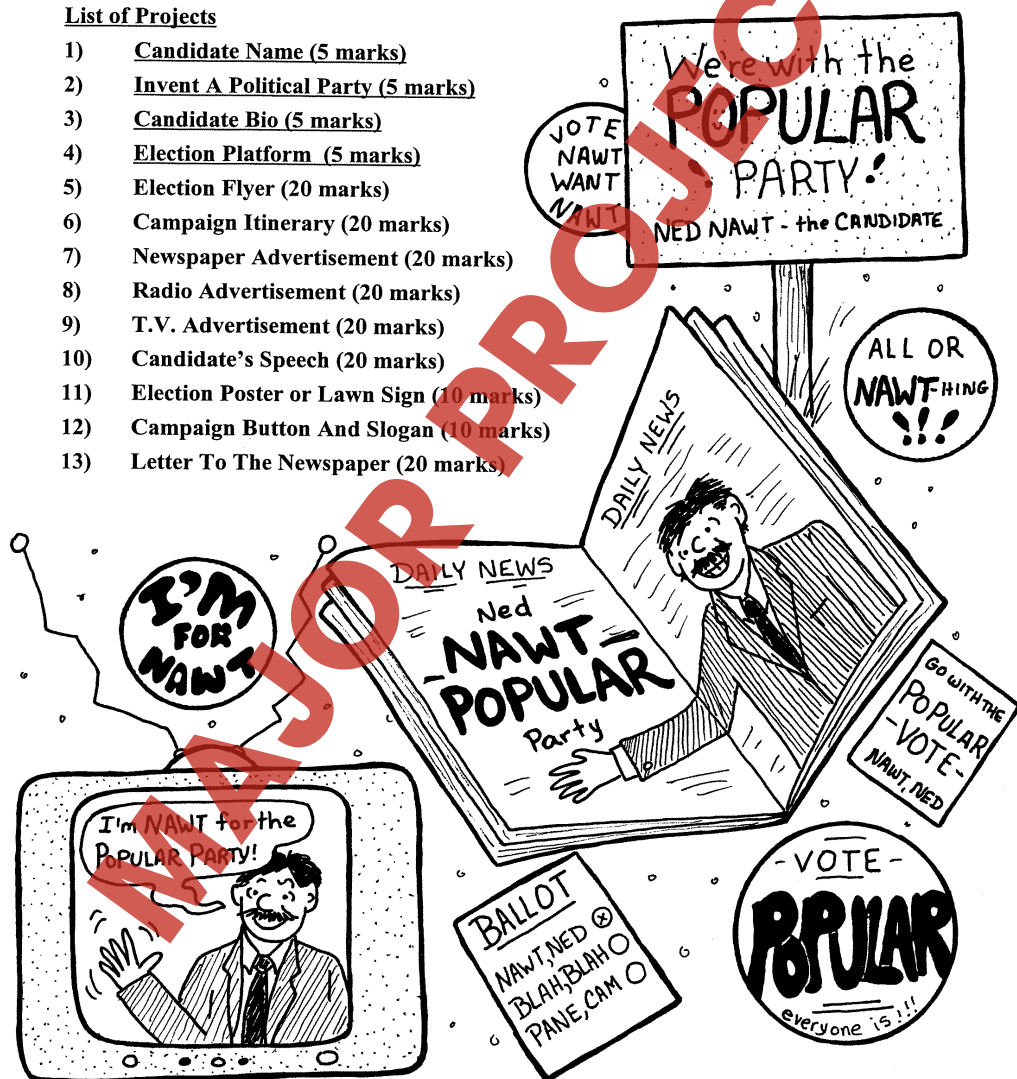 List of Projects
1) Candidate Name (5 marks)
2) Invent A Political Party (5 marks)
3) Candidate Bio (5 marks)
4) Election Platform (5 marks)
5) Election Flyer (20 marks)
6) Campaign Itinerary (20 marks)
7) Newspaper Advertisement (20 marks)
8) Radio Advertisement (20 marks)
9) T.V. Advertisement (20 marks)
10) Candidate's Speech (20 marks)
11) Election Poster or Lawn Sign (10 marks)
12) Campaign Button And Slogan (10 marks)
13) Letter To The Newspaper (20 marks)
We're with the
POPULAR
PARTY!
NED NAWT - the CANDIDATE
VOTE
NAWT
WANT
NAWT
ALL OR
NAWT-HING
!!!
DAILY NEWS
DAILY NEWS
Ned
NAWT
POPULAR
Party
I'M
FOR
NAWT
GO WITH THE
POPULAR
-VOTE-
NAWT, NED
I'm NAWT for the
POPULAR PARTY!
BALLOT
NAWT, NED
BLAH, BLAH
PANE, CAM
-VOTE-
POPULAR
everyone is!!!
MAJOR PROJEC